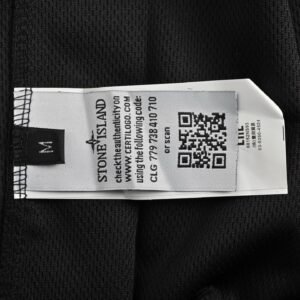 STONE ISLAND
check the authenticity on
WWW.CERTILOGO.COM
using the following code:
CLG 779 738 410 710
or scan
M
LTL